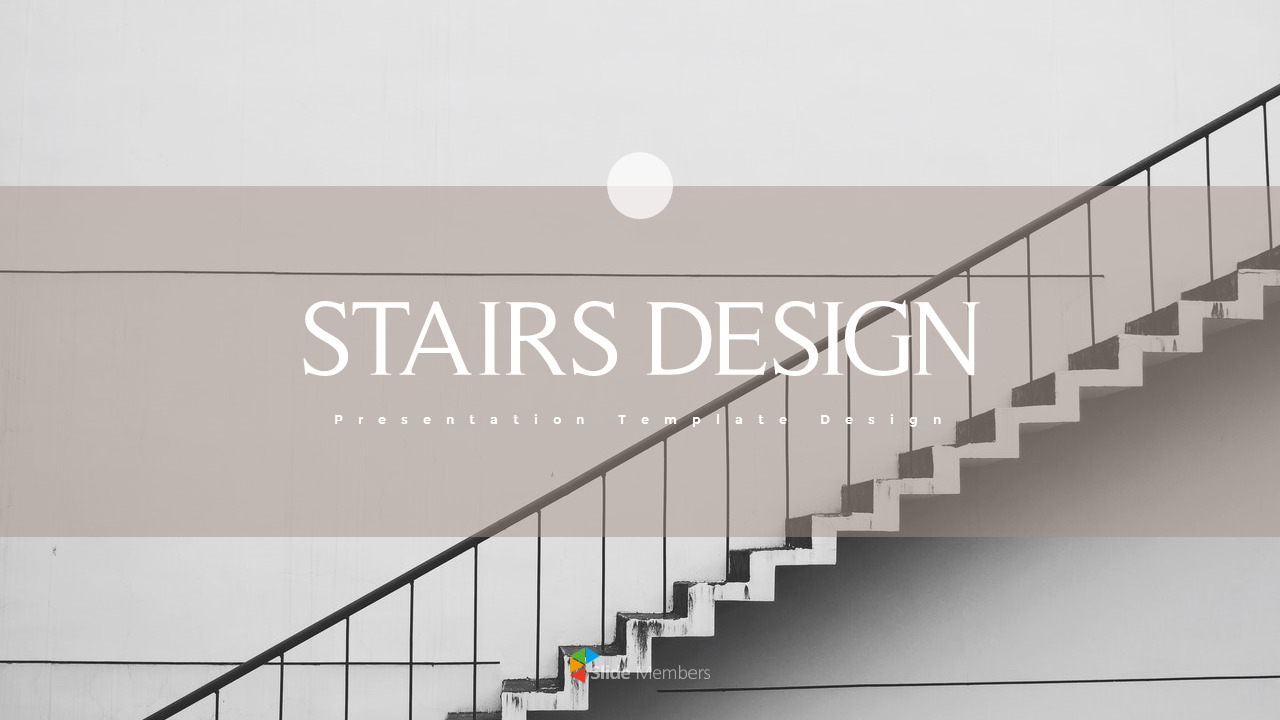 STAIRS DESIGN
Presentation Template Design
Slide Members